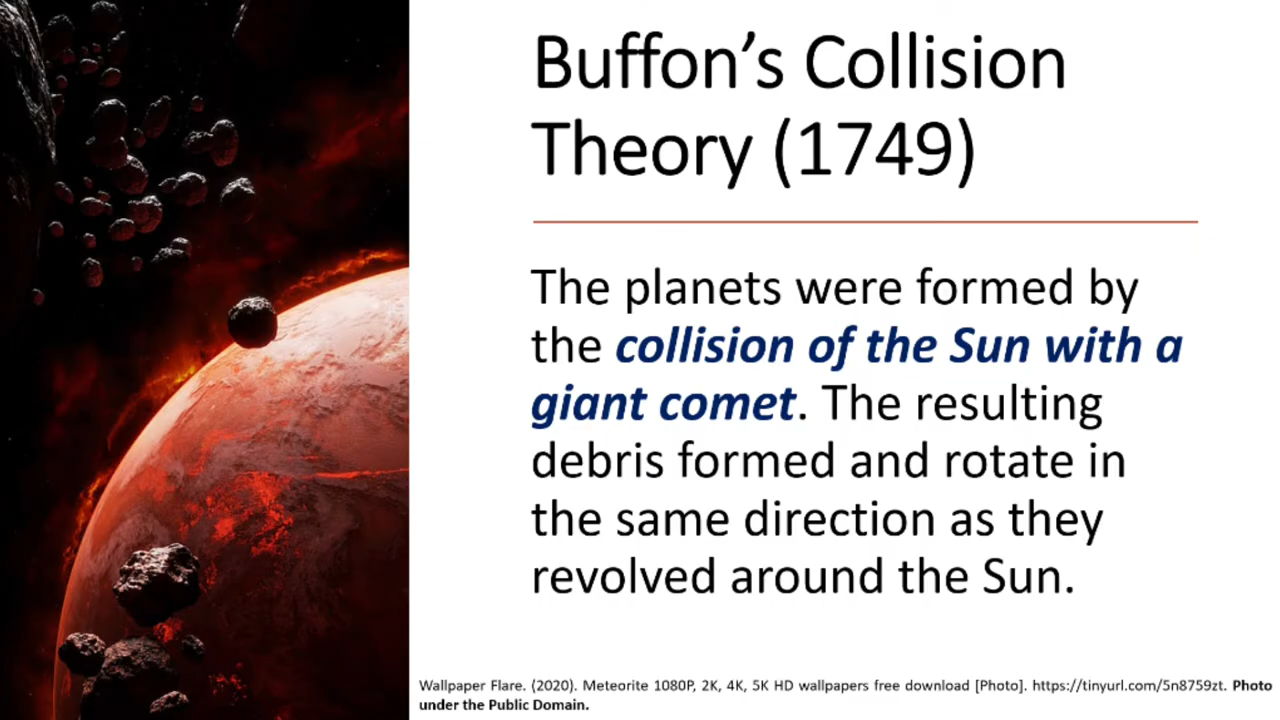 Buffon’s Collision
Theory (1749)
The planets were formed by
the collision of the Sun with a
giant comet. The resulting
debris formed and rotate in
the same direction as they
revolved around the Sun.
Wallpaper Flare. (2020). Meteorite 1080P, 2K, 4K, 5K HD wallpapers free download [Photo]. https://tinyurl.com/5n8759zt. Photo
under the Public Domain.